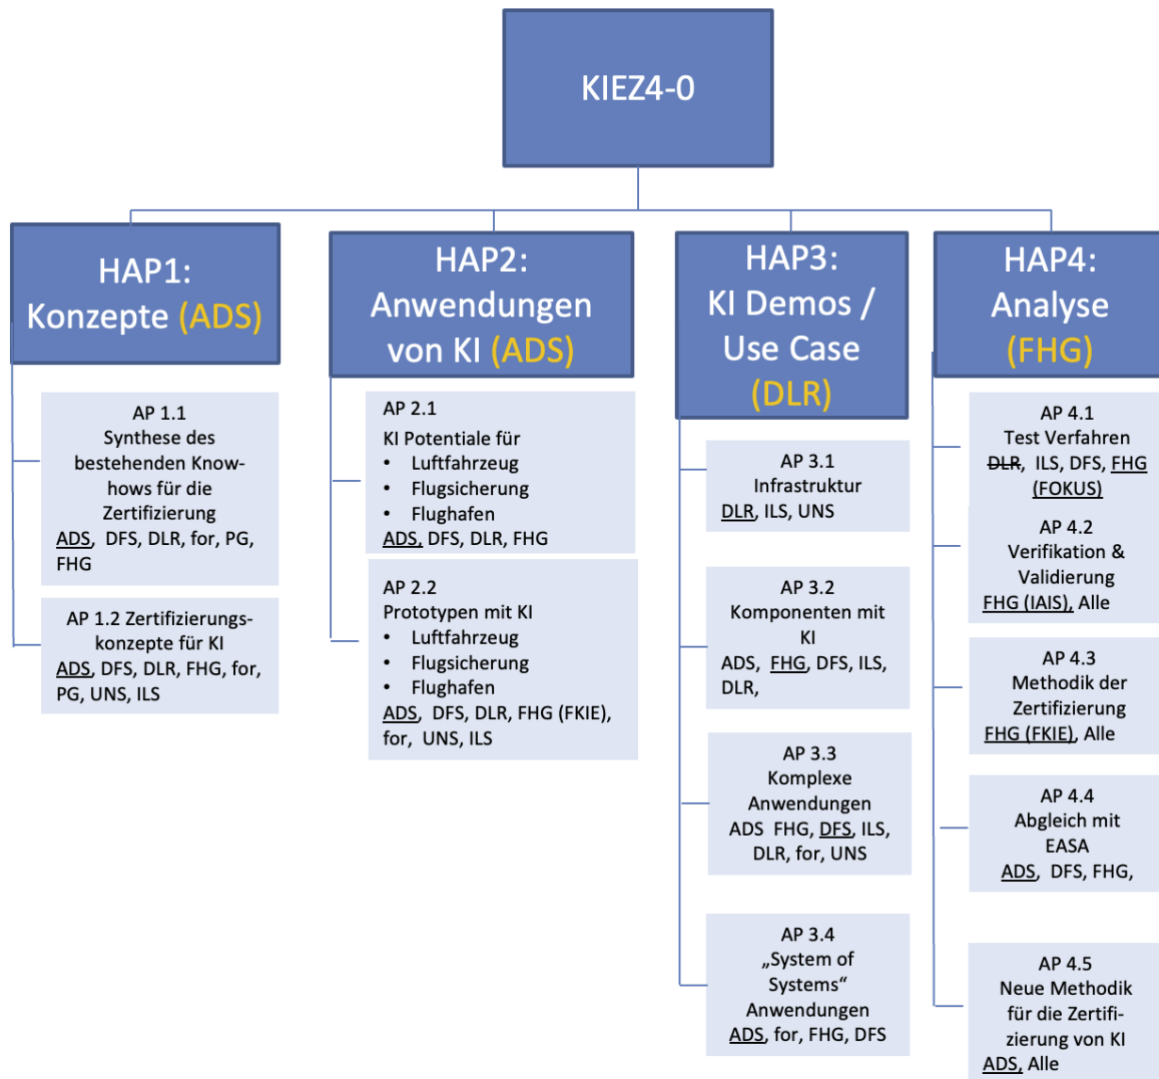 KIEZ4-0
HAP1:
Konzepte (ADS)
AP 1.1
Synthese des
bestehenden Know-
hows für die
Zertifizierung
ADS, DFS, DLR, for, PG,
FHG
AP 1.2 Zertifizierungs-
konzepte für KI
ADS, DFS, DLR, FHG, for,
PG, UNS, ILS
HAP2:
Anwendungen
von KI (ADS)
AP 2.1
KI Potentiale für
• Luftfahrzeug
• Flugsicherung
• Flughafen
ADS, DFS, DLR, FHG
AP 2.2
Prototypen mit KI
• Luftfahrzeug
• Flugsicherung
• Flughafen
ADS, DFS, DLR, FHG (FKIE),
for, UNS, ILS
HAP3:
KI Demos /
Use Case
(DLR)
AP 3.1
Infrastruktur
DLR, ILS, UNS
AP 3.2
Komponenten mit
KI
ADS, FHG, DFS, ILS,
DLR,
AP 3.3
Komplexe
Anwendungen
ADS FHG, DFS, ILS,
DLR, for, UNS
AP 3.4
„System of
Systems“
Anwendungen
ADS, for, FHG, DFS
HAP4:
Analyse
(FHG)
AP 4.1
Test Verfahren
DLR, ILS, DFS, FHG
(FOKUS)
AP 4.2
Verifikation &
Validierung
FHG (IAIS), Alle
AP 4.3
Methodik der
Zertifizierung
FHG (FKIE), Alle
AP 4.4
Abgleich mit
EASA
ADS, DFS, FHG,
AP 4.5
Neue Methodik
für die Zertifi-
zierung von KI
ADS, Alle